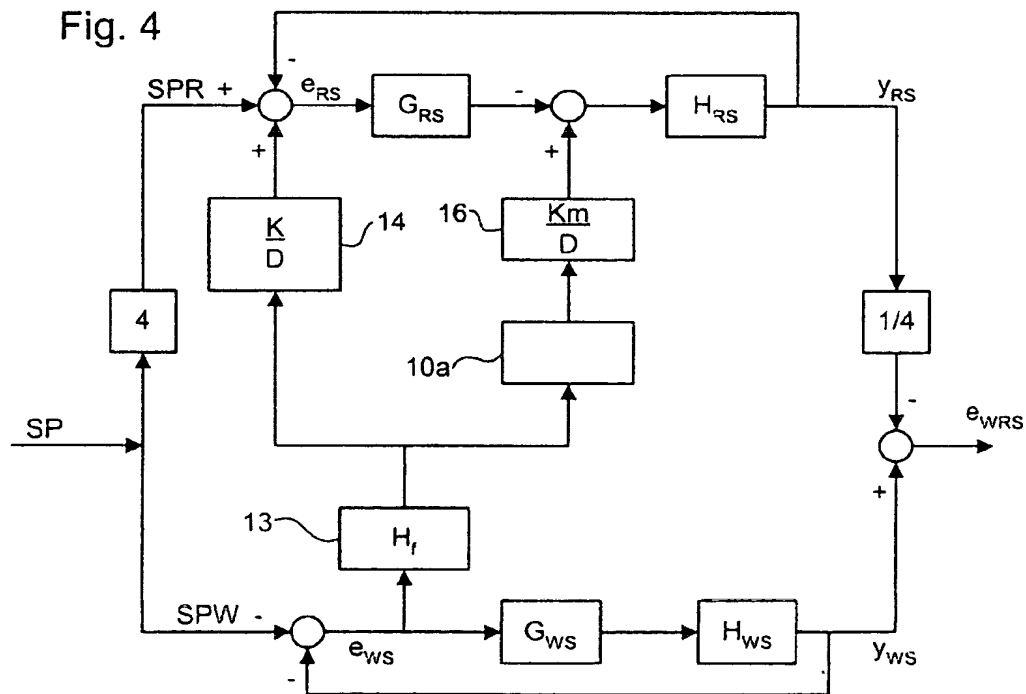 Fig. 4
-
SPR +
e_RS
G_RS
-
H_RS
y_RS
+
+
K/D
14
16
Km/D
4
10a
1/4
-
SP
e_WRS
+
13
H_f
SPW -
e_WS
G_WS
H_WS
y_WS
-